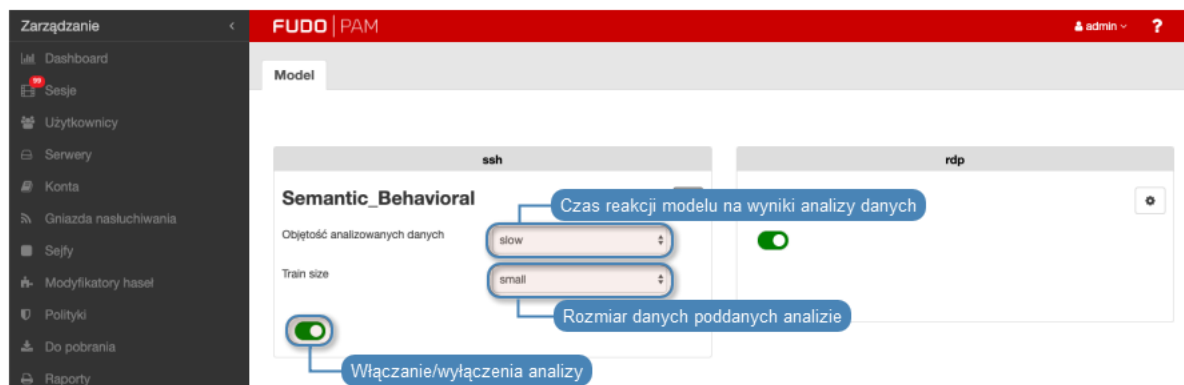 Zarządzanie
FUDO PAM
admin
?
Dashboard
Model
99
Sesje
Użytkownicy
Serwery
ssh
rdp
Konta
Semantic_Behavioral
Czas reakcji modelu na wyniki analizy danych
Gniazda nasłuchiwania
Objętość analizowanych danych
slow
Sejfy
Modyfikatory haseł
Train size
small
Polityki
Rozmiar danych poddanych analizie
Do pobrania
Włączanie/wyłączenia analizy
Raporty